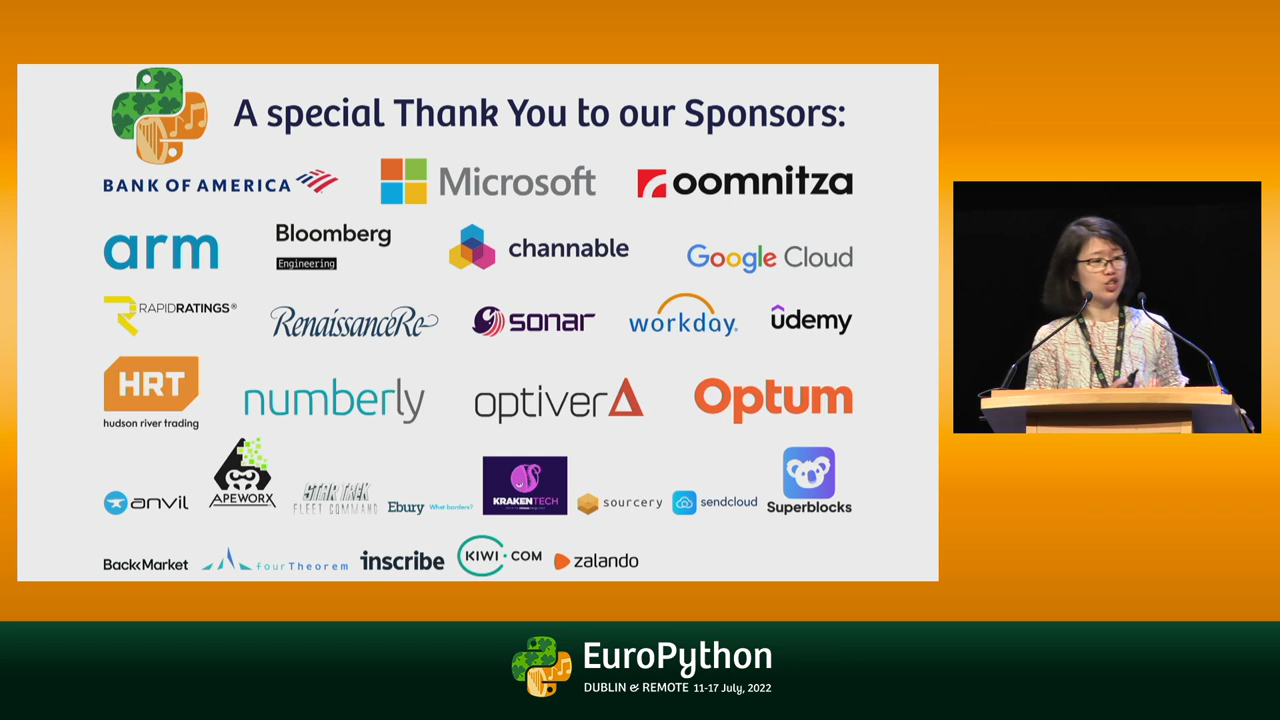 A special Thank You to our Sponsors:
BANK OF AMERICA
Microsoft
oomnitza
arm
Bloomberg
Engineering
channable
Google Cloud
RAPIDRATINGS®
RenaissanceRe
sonar
workday®
udemy
HRT
hudson river trading
numberly
optiver
Optum
anvil
APEWORX
STAR TREK
FLEET COMMAND
Ebury What borders?
KRAKENTECH
sourcery
sendcloud
Superblocks
BackMarket
fourTheorem
inscribe
KIWI.COM
zalando
EuroPython
DUBLIN & REMOTE 11-17 July, 2022